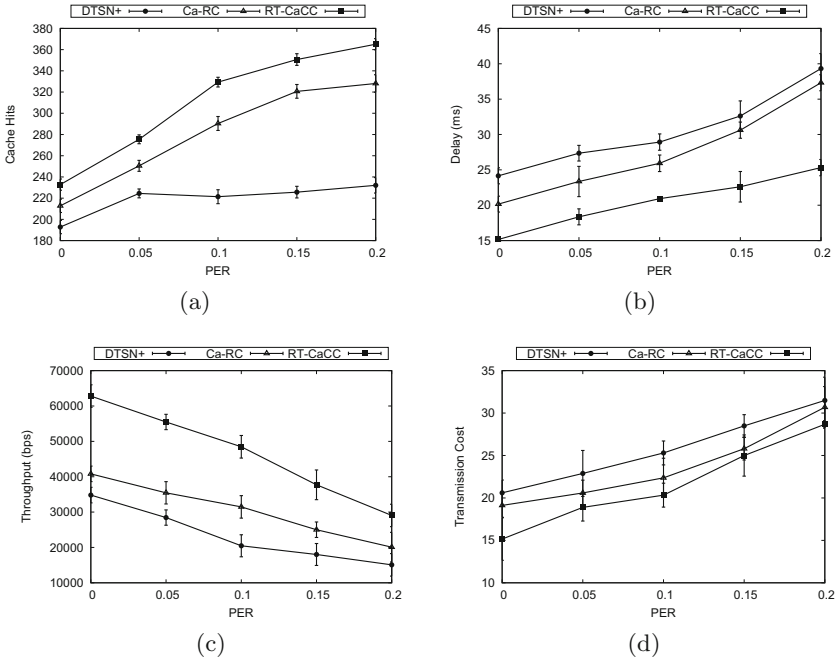 DTSN+ Ca-RC RT-CaCC
380
360
340
320
300
280
260
240
220
200
180
Cache Hits
0 0.05 0.1 0.15 0.2
PER
(a)
DTSN+ Ca-RC RT-CaCC
45
40
35
30
25
20
15
Delay (ms)
0 0.05 0.1 0.15 0.2
PER
(b)
DTSN+ Ca-RC RT-CaCC
70000
60000
50000
40000
30000
20000
10000
Throughput (bps)
0 0.05 0.1 0.15 0.2
PER
(c)
DTSN+ Ca-RC RT-CaCC
35
30
25
20
15
10
Transmission Cost
0 0.05 0.1 0.15 0.2
PER
(d)